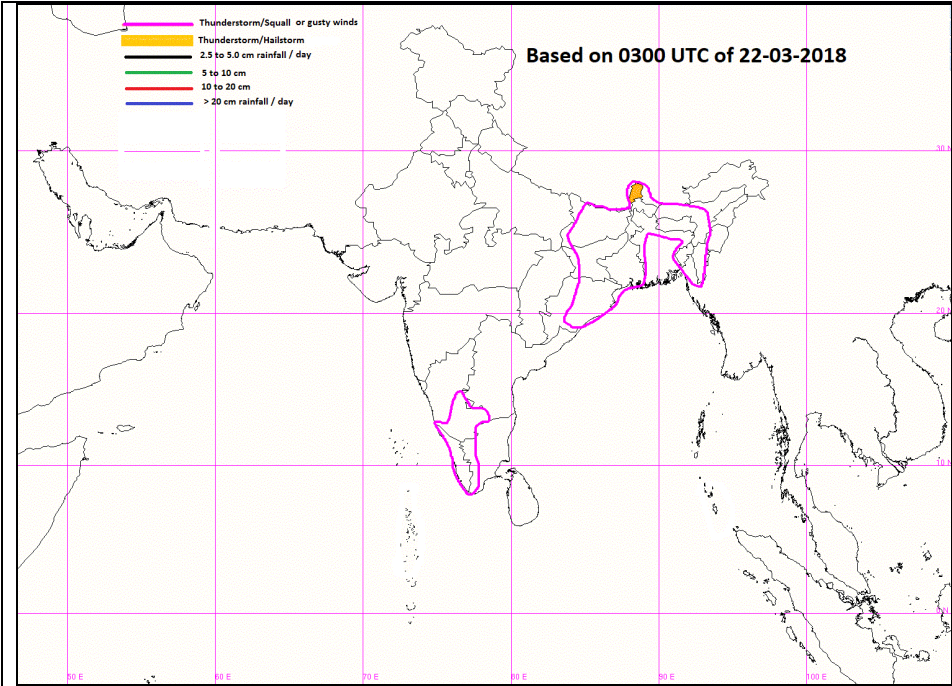 Thunderstorm/Squall or gusty winds
Thunderstorm/Hailstorm
2.5 to 5.0 cm rainfall / day
5 to 10 cm
10 to 20 cm
> 20 cm rainfall / day
Based on 0300 UTC of 22-03-2018
30 N
20 N
10 N
50 E
60 E
70 E
80 E
90 E
100 E